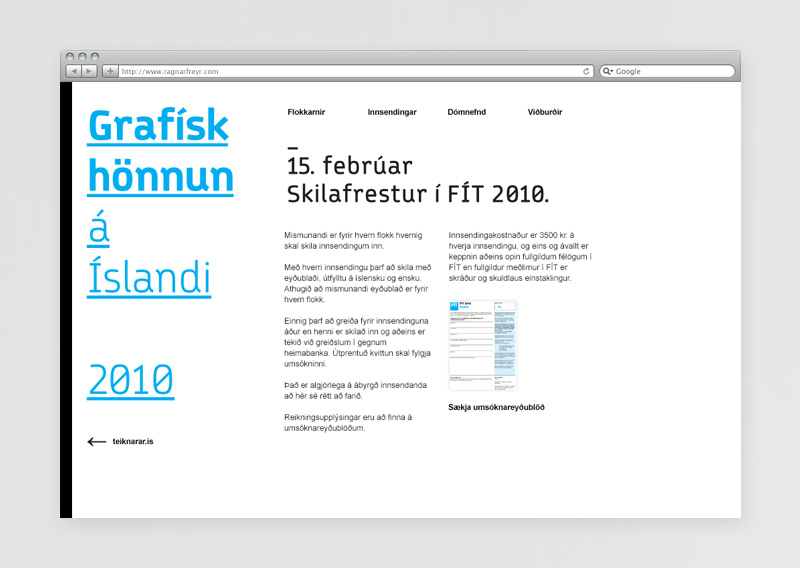 http://www.ragnarfreyr.com
Google
Grafísk
hönnun
á
Íslandi
2010
teiknarar.is
Flokkarnir
Innsendingar
Dómnefnd
Viðburðir
15. febrúar
Skilafrestur í FÍT 2010.
Mismunandi er fyrir hvern flokk hvernig
skal skila innsendingum inn.
Með hverri innsendingu þarf að skila með
eyðublaði, útfylltu á íslensku og ensku.
Athugið að mismunandi eyðublað er fyrir
hvern flokk.
Einnig þarf að greiða fyrir innsendinguna
áður en henni er skilað inn og aðeins er
tekið við greiðslum í gegnum
heimabanka. Útprentuð kvittun skal fylgja
umsókninni.
Það er algjörlega á ábyrgð innsendanda
að hér sé rétt að farið.
Reikningsupplýsingar eru að finna á
umsóknareyðublöðum.
Innsendingakostnaður er 3500 kr. á
hverja innsendingu, og eins og ávallt er
keppnin aðeins opin fullgildum félögum í
FÍT en fullgildur meðlimur í FÍT er
skráður og skuldlaus einstaklingur.
Sækja umsóknareyðublöð